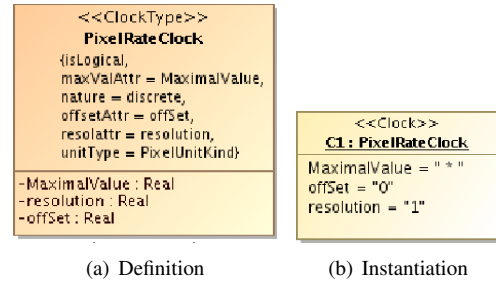 <<ClockType>>
PixelRateClock
{isLogical,
maxValAttr = MaximalValue,
nature = discrete,
offsetAttr = offSet,
resolattr = resolution,
unitType = PixelUnitKind}
-MaximalValue : Real
-resolution : Real
-offSet : Real
(a) Definition
<<Clock>>
C1 : PixelRateClock
MaximalValue = " * "
offSet = "0"
resolution = "1"
(b) Instantiation